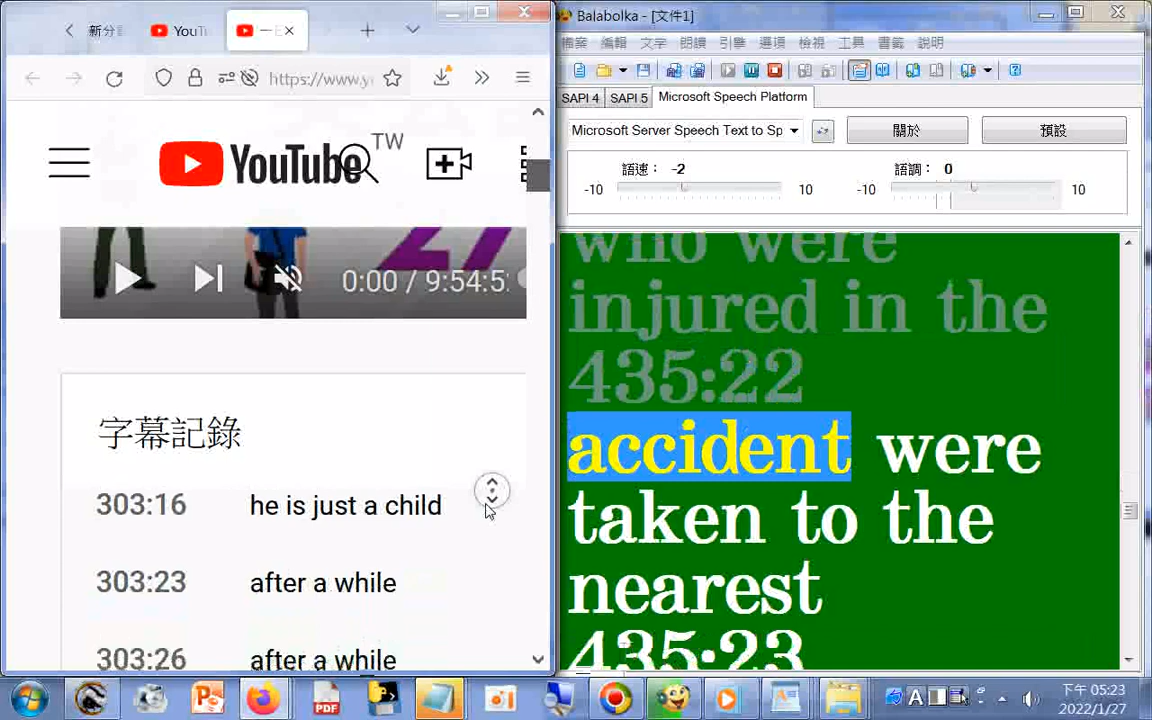 新分
YouT
一 EX
https://www.y
YouTube TW
0:00 / 9:54:5
字幕記錄
303:16 he is just a child
303:23 after a while
303:26 after a while
Balabolka - [文件1]
檔案 編輯 文字 朗讀 引擎 選項 檢視 工具 書籤 說明
SAPI 4 SAPI 5 Microsoft Speech Platform
Microsoft Server Speech Text to Sp
關於 預設
語速： -2 語調： 0
-10 10 -10 10
who were
injured in the
435:22
accident were
taken to the
nearest
435:23
PDF
A
下午 05:23
2022/1/27